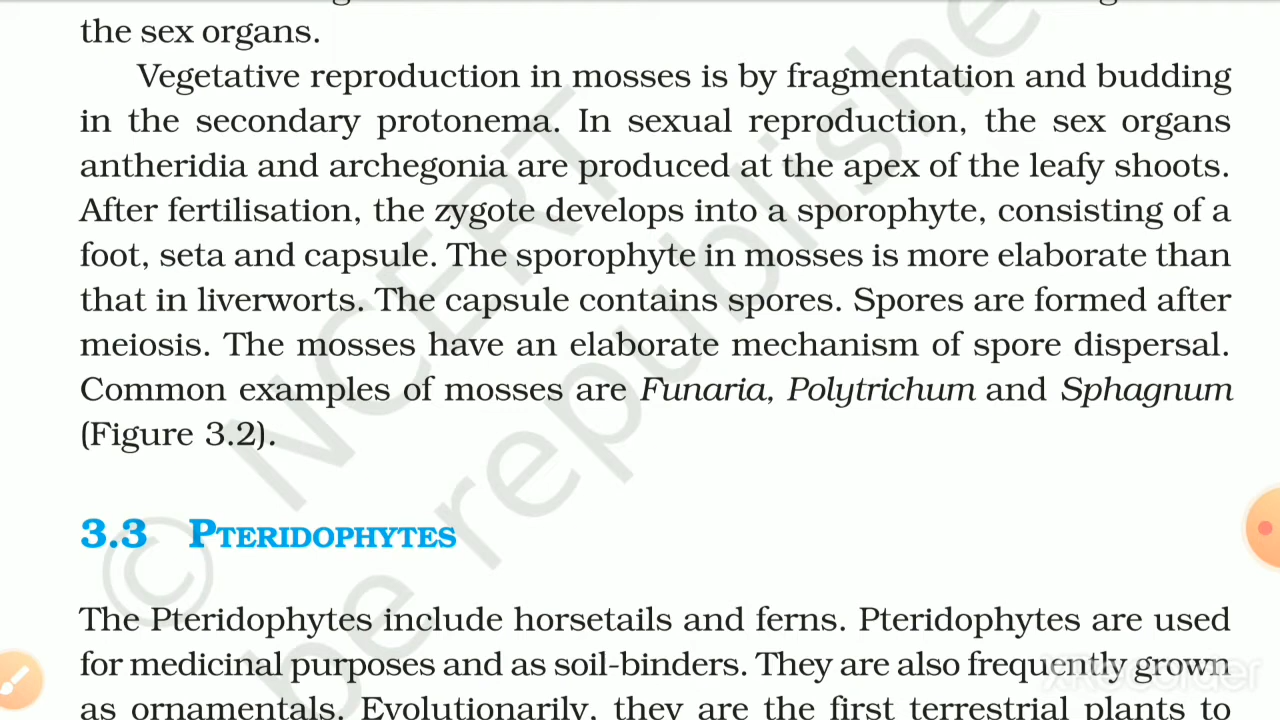 the sex organs.
Vegetative reproduction in mosses is by fragmentation and budding
in the secondary protonema. In sexual reproduction, the sex organs
antheridia and archegonia are produced at the apex of the leafy shoots.
After fertilisation, the zygote develops into a sporophyte, consisting of a
foot, seta and capsule. The sporophyte in mosses is more elaborate than
that in liverworts. The capsule contains spores. Spores are formed after
meiosis. The mosses have an elaborate mechanism of spore dispersal.
Common examples of mosses are Funaria, Polytrichum and Sphagnum
(Figure 3.2).
3.3 PTERIDOPHYTES
The Pteridophytes include horsetails and ferns. Pteridophytes are used
for medicinal purposes and as soil-binders. They are also frequently grown
as ornamentals. Evolutionarily, they are the first terrestrial plants to
© NCERT
be republishe
XRecorder